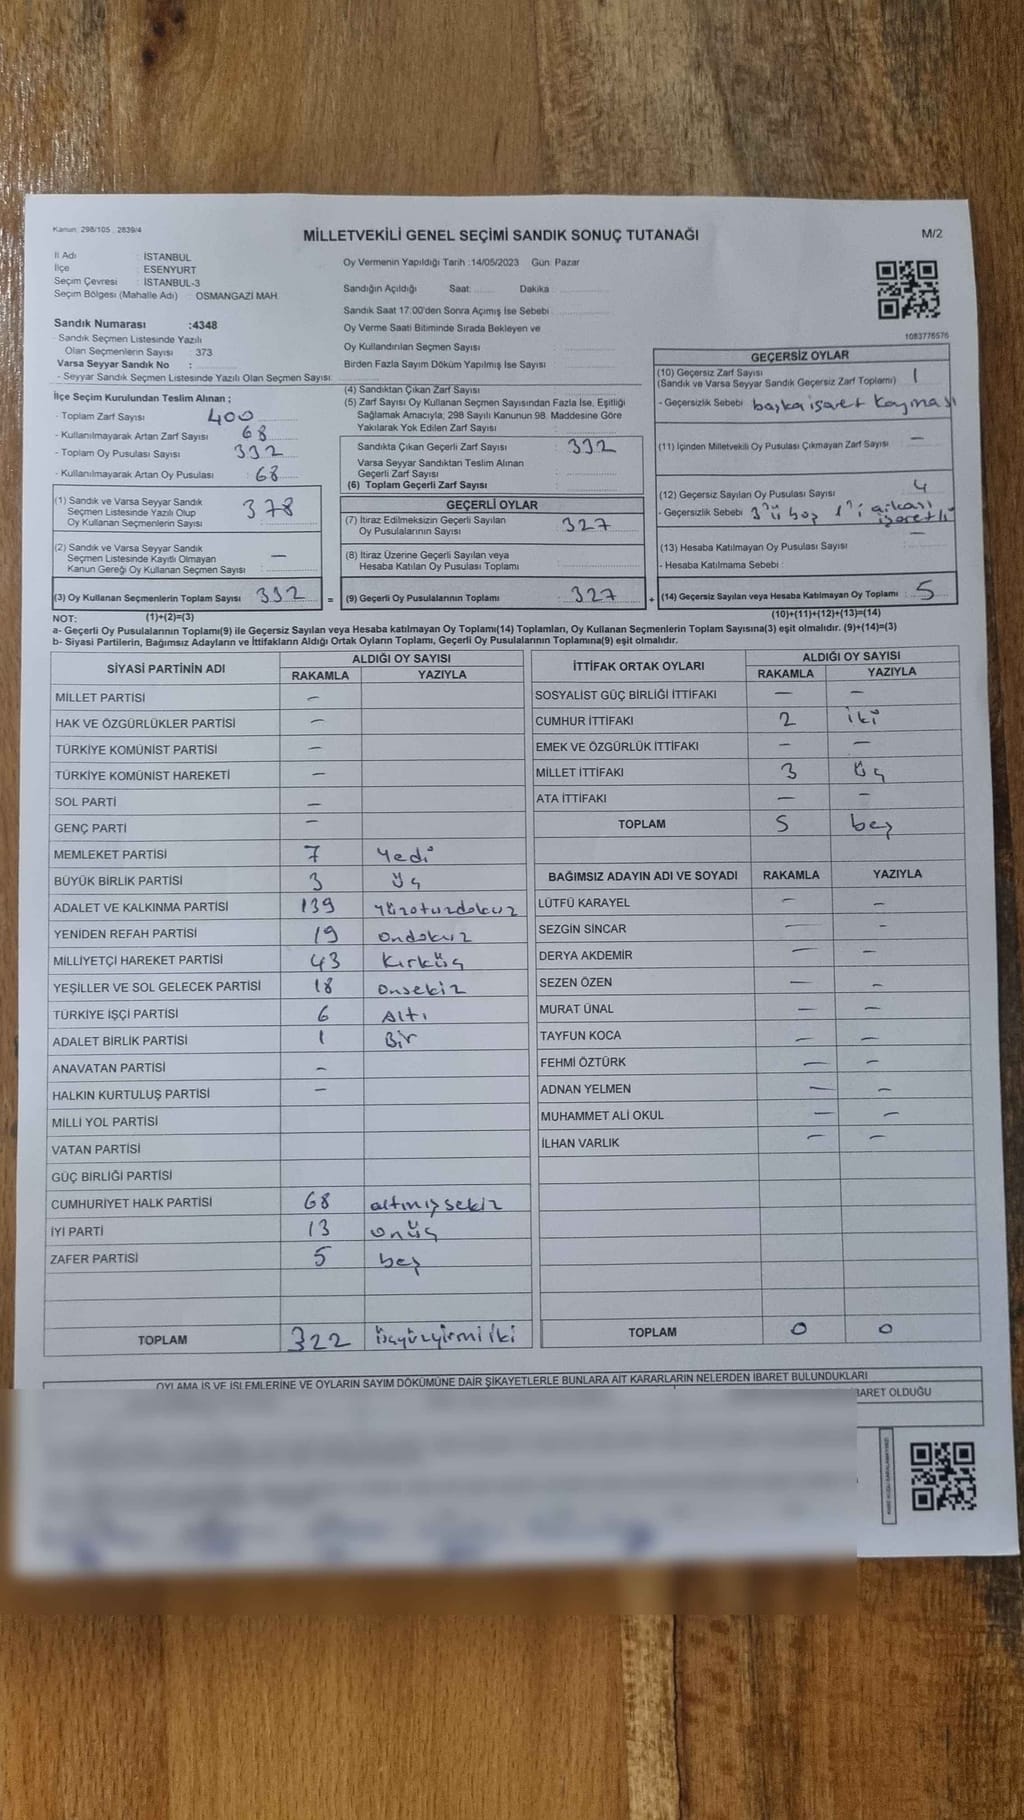 Kanun: 298/105 , 2839/4
MİLLETVEKİLİ GENEL SEÇİMİ SANDIK SONUÇ TUTANAĞI
M/2
İl Adı : İSTANBUL
İlçe : ESENYURT
Seçim Çevresi : İSTANBUL-3
Seçim Bölgesi (Mahalle Adı) : OSMANGAZİ MAH.
Oy Vermenin Yapıldığı Tarih :14/05/2023 Gün: Pazar
Sandığın Açıldığı Saat: Dakika :
Sandık Saat 17:00'den Sonra Açımış İse Sebebi :
Oy Verme Saati Bitiminde Sırada Bekleyen ve
Oy Kullandırılan Seçmen Sayısı :
Birden Fazla Sayım Döküm Yapılmış İse Sayısı :
1083776576
Sandık Numarası :4348
- Sandık Seçmen Listesinde Yazılı
Olan Seçmenlerin Sayısı : 373
Varsa Seyyar Sandık No :
- Seyyar Sandık Seçmen Listesinde Yazılı Olan Seçmen Sayısı:
İlçe Seçim Kurulundan Teslim Alınan ;
- Toplam Zarf Sayısı : 400
- Kullanılmayarak Artan Zarf Sayısı : 68
- Toplam Oy Pusulası Sayısı : 332
- Kullanılmayarak Artan Oy Pusulası : 68
(1) Sandık ve Varsa Seyyar Sandık
Seçmen Listesinde Yazılı Olup
Oy Kullanan Seçmenlerin Sayısı : 378
(2) Sandık ve Varsa Seyyar Sandık
Seçmen Listesinde Kayıtlı Olmayan
Kanun Gereği Oy Kullanan Seçmen Sayısı : —
(3) Oy Kullanan Seçmenlerin Toplam Sayısı : 332 =
(4) Sandıktan Çıkan Zarf Sayısı :
(5) Zarf Sayısı Oy Kullanan Seçmen Sayısından Fazla İse, Eşitliği
Sağlamak Amacıyla; 298 Sayılı Kanunun 98. Maddesine Göre
Yakılarak Yok Edilen Zarf Sayısı :
Sandıkta Çıkan Geçerli Zarf Sayısı : 332
Varsa Seyyar Sandıktan Teslim Alınan
Geçerli Zarf Sayısı :
(6) Toplam Geçerli Zarf Sayısı :
GEÇERLİ OYLAR
(7) İtiraz Edilmeksizin Geçerli Sayılan
Oy Pusulalarının Sayısı : 327
(8) İtiraz Üzerine Geçerli Sayılan veya
Hesaba Katılan Oy Pusulası Toplamı :
(9) Geçerli Oy Pusulalarının Toplamı : 327 +
GEÇERSİZ OYLAR
(10) Geçersiz Zarf Sayısı
(Sandık ve Varsa Seyyar Sandık Geçersiz Zarf Toplamı) : 1
- Geçersizlik Sebebi : başka işaret koyması
(11) İçinden Milletvekili Oy Pusulası Çıkmayan Zarf Sayısı : —
(12) Geçersiz Sayılan Oy Pusulası Sayısı : 4
- Geçersizlik Sebebi : 3'ü boş 1'i arkası
işaretli
(13) Hesaba Katılmayan Oy Pusulası Sayısı : —
- Hesaba Katılmama Sebebi :
(14) Geçersiz Sayılan veya Hesaba Katılmayan Oy Toplamı : 5
NOT: (1)+(2)=(3) (10)+(11)+(12)+(13)=(14)
a- Geçerli Oy Pusulalarının Toplamı(9) ile Geçersiz Sayılan veya Hesaba katılmayan Oy Toplamı(14) Toplamları, Oy Kullanan Seçmenlerin Toplam Sayısına(3) eşit olmalıdır. (9)+(14)=(3)
b- Siyasi Partilerin, Bağımsız Adayların ve İttifakların Aldığı Ortak Oyların Toplamı, Geçerli Oy Pusulalarının Toplamına(9) eşit olmalıdır.
SİYASİ PARTİNİN ADI ALDIĞI OY SAYISI
RAKAMLA YAZIYLA
MİLLET PARTİSİ —
HAK VE ÖZGÜRLÜKLER PARTİSİ —
TÜRKİYE KOMÜNİST PARTİSİ —
TÜRKİYE KOMÜNİST HAREKETİ —
SOL PARTİ —
GENÇ PARTİ —
MEMLEKET PARTİSİ 7 Yedi
BÜYÜK BİRLİK PARTİSİ 3 Üç
ADALET VE KALKINMA PARTİSİ 139 Yüzotuzdokuz
YENİDEN REFAH PARTİSİ 19 Ondokuz
MİLLİYETÇİ HAREKET PARTİSİ 43 Kırküç
YEŞİLLER VE SOL GELECEK PARTİSİ 18 Onsekiz
TÜRKİYE İŞÇİ PARTİSİ 6 Altı
ADALET BİRLİK PARTİSİ 1 Bir
ANAVATAN PARTİSİ —
HALKIN KURTULUŞ PARTİSİ —
MİLLİ YOL PARTİSİ
VATAN PARTİSİ
GÜÇ BİRLİĞİ PARTİSİ
CUMHURİYET HALK PARTİSİ 68 altmışsekiz
İYİ PARTİ 13 onüç
ZAFER PARTİSİ 5 beş
TOPLAM 322 üçyüzyirmiiki
İTTİFAK ORTAK OYLARI ALDIĞI OY SAYISI
RAKAMLA YAZIYLA
SOSYALİST GÜÇ BİRLİĞİ İTTİFAKI — —
CUMHUR İTTİFAKI 2 iki
EMEK VE ÖZGÜRLÜK İTTİFAKI — —
MİLLET İTTİFAKI 3 Üç
ATA İTTİFAKI — —
TOPLAM 5 beş
BAĞIMSIZ ADAYIN ADI VE SOYADI RAKAMLA YAZIYLA
LÜTFÜ KARAYEL — —
SEZGİN SİNCAR — —
DERYA AKDEMİR — —
SEZEN ÖZEN — —
MURAT ÜNAL — —
TAYFUN KOCA — —
FEHMİ ÖZTÜRK — —
ADNAN YELMEN — —
MUHAMMET ALİ OKUL — —
İLHAN VARLIK — —
TOPLAM 0 0
OYLAMA İŞ VE İŞLEMLERİNE VE OYLARIN SAYIM DÖKÜMÜNE DAİR ŞİKAYETLERLE BUNLARA AİT KARARLARIN NELERDEN İBARET BULUNDUKLARI
İBARET OLDUĞU